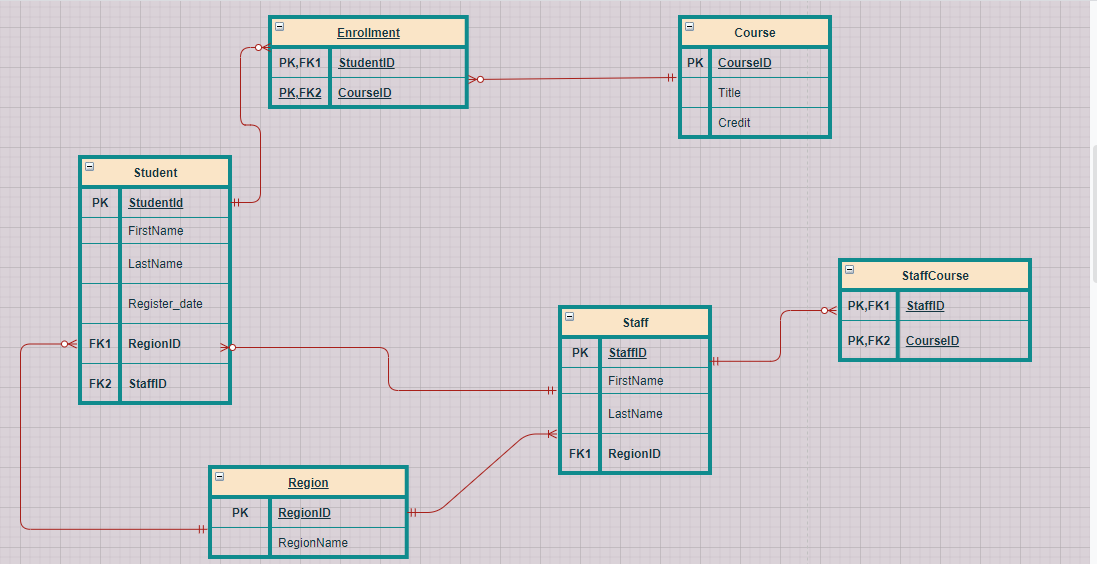 Enrollment
PK,FK1 StudentID
PK,FK2 CourseID
Course
PK CourseID
Title
Credit
Student
PK StudentId
FirstName
LastName
Register_date
FK1 RegionID
FK2 StaffID
StaffCourse
PK,FK1 StaffID
PK,FK2 CourseID
Staff
PK StaffID
FirstName
LastName
FK1 RegionID
Region
PK RegionID
RegionName